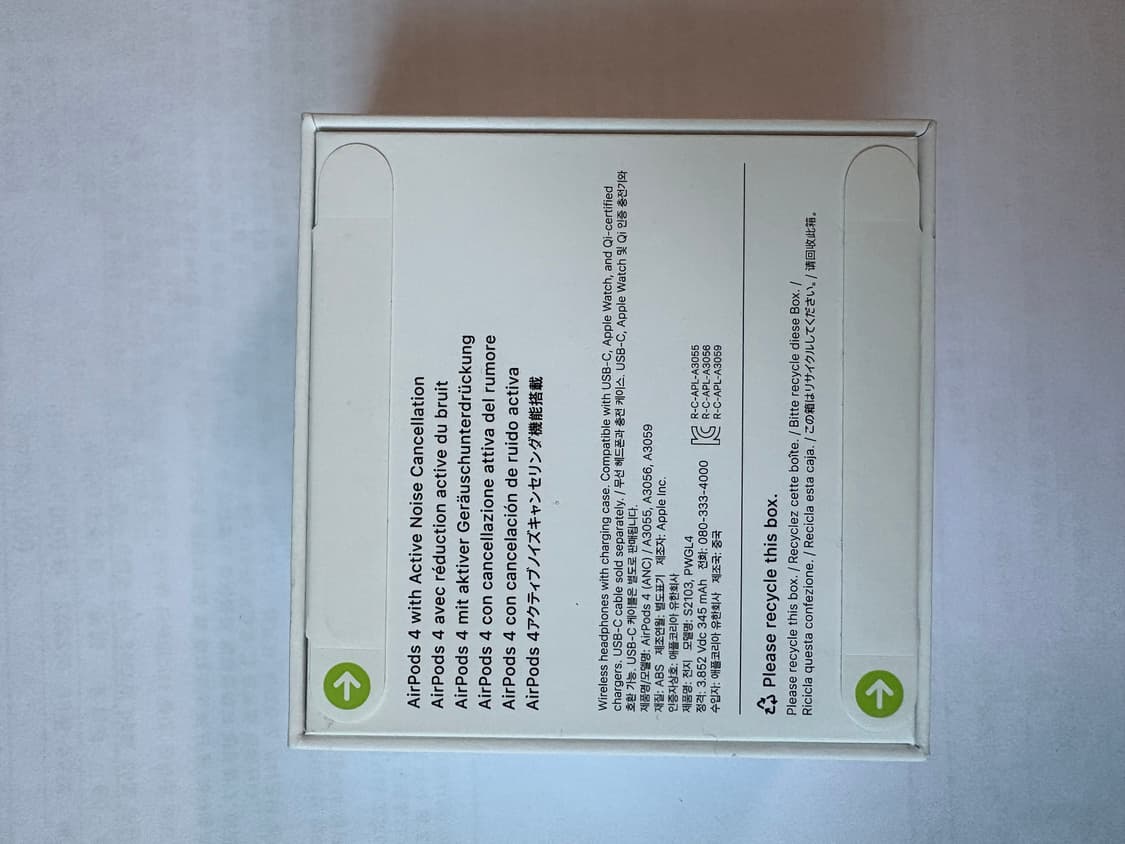 AirPods 4 with Active Noise Cancellation
AirPods 4 avec réduction active du bruit
AirPods 4 mit aktiver Geräuschunterdrückung
AirPods 4 con cancellazione attiva del rumore
AirPods 4 con cancelación de ruido activa
AirPods 4アクティブノイズキャンセリング機能搭載
Wireless headphones with charging case. Compatible with USB-C, Apple Watch, and Qi-certified
chargers. USB-C cable sold separately. / 무선 헤드폰과 충전 케이스. USB-C, Apple Watch 및 Qi 인증 충전기와
호환 가능. USB-C 케이블은 별도로 판매됩니다.
제품명/모델명: AirPods 4 (ANC) / A3055, A3056, A3059
재질: ABS 제조연월: 별도표기 제조자: Apple Inc.
인증자상호: 애플코리아 유한회사
제품명: 전지 모델명: S2103, PWGL4
정격: 3.852 Vdc 345 mAh 전화: 080-333-4000
수입자: 애플코리아 유한회사 제조국: 중국
R-C-APL-A3055
R-C-APL-A3056
R-C-APL-A3059
Please recycle this box.
Please recycle this box. / Recyclez cette boîte. / Bitte recycle diese Box. /
Ricicla questa confezione. / Recicla esta caja. / この箱はリサイクルしてください。/ 请回收此箱。